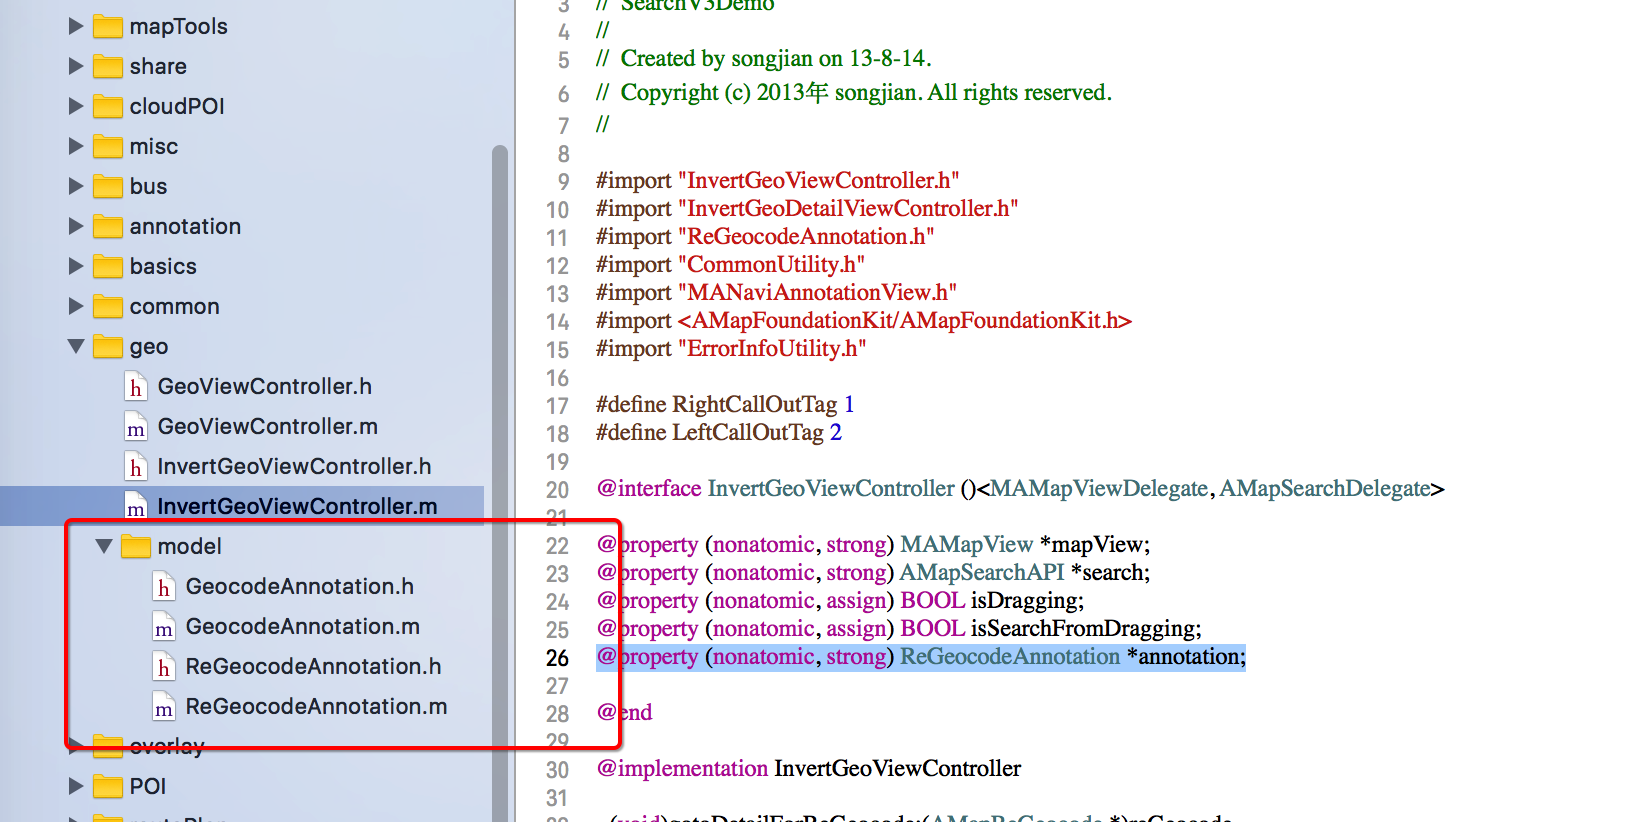 mapTools
share
cloudPOI
misc
bus
annotation
basics
common
geo
h GeoViewController.h
m GeoViewController.m
h InvertGeoViewController.h
m InvertGeoViewController.m
model
h GeocodeAnnotation.h
m GeocodeAnnotation.m
h ReGeocodeAnnotation.h
m ReGeocodeAnnotation.m
overlay
POI
3 // SearchV3Demo
4 //
5 // Created by songjian on 13-8-14.
6 // Copyright (c) 2013年 songjian. All rights reserved.
7 //
8
9 #import "InvertGeoViewController.h"
10 #import "InvertGeoDetailViewController.h"
11 #import "ReGeocodeAnnotation.h"
12 #import "CommonUtility.h"
13 #import "MANaviAnnotationView.h"
14 #import <AMapFoundationKit/AMapFoundationKit.h>
15 #import "ErrorInfoUtility.h"
16
17 #define RightCallOutTag 1
18 #define LeftCallOutTag 2
19
20 @interface InvertGeoViewController ()<MAMapViewDelegate, AMapSearchDelegate>
21
22 @property (nonatomic, strong) MAMapView *mapView;
23 @property (nonatomic, strong) AMapSearchAPI *search;
24 @property (nonatomic, assign) BOOL isDragging;
25 @property (nonatomic, assign) BOOL isSearchFromDragging;
26 @property (nonatomic, strong) ReGeocodeAnnotation *annotation;
27
28 @end
29
30 @implementation InvertGeoViewController
31
(void)gotoDetailForReGeocode:(AMapReGeocode *)reGeocode